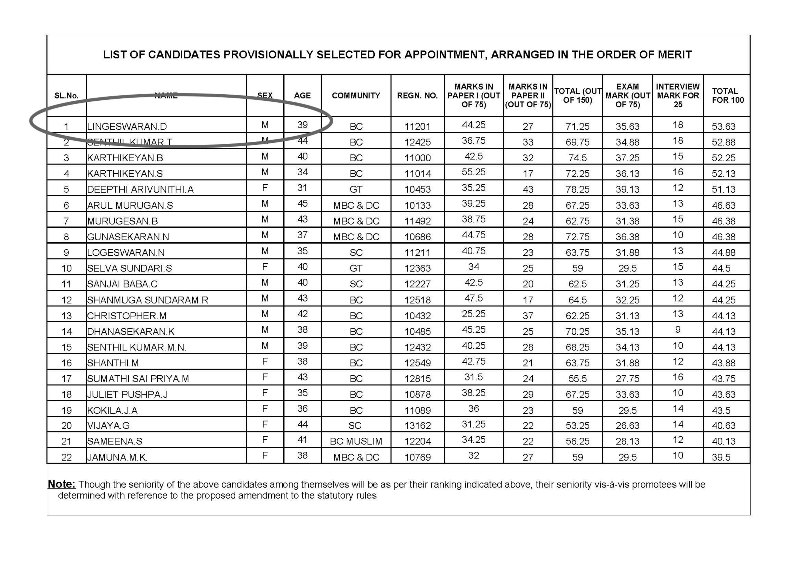 LIST OF CANDIDATES PROVISIONALLY SELECTED FOR APPOINTMENT, ARRANGED IN THE ORDER OF MERIT
SL.No. NAME SEX AGE COMMUNITY REGN. NO. MARKS IN PAPER I (OUT OF 75) MARKS IN PAPER II (OUT OF 75) TOTAL (OUT OF 150) EXAM MARK (OUT OF 75) INTERVIEW MARK FOR 25 TOTAL FOR 100
1 LINGESWARAN.D M 39 BC 11201 44.25 27 71.25 35.63 18 53.63
2 SENTHIL KUMAR.T M 44 BC 12425 36.75 33 69.75 34.88 18 52.88
3 KARTHIKEYAN.B M 40 BC 11000 42.5 32 74.5 37.25 15 52.25
4 KARTHIKEYAN.S M 34 BC 11014 55.25 17 72.25 36.13 16 52.13
5 DEEPTHI ARIVUNITHI.A F 31 GT 10453 35.25 43 78.25 39.13 12 51.13
6 ARUL MURUGAN.S M 45 MBC & DC 10133 39.25 28 67.25 33.63 13 46.63
7 MURUGESAN.B M 43 MBC & DC 11492 38.75 24 62.75 31.38 15 46.38
8 GUNASEKARAN.N M 37 MBC & DC 10686 44.75 28 72.75 36.38 10 46.38
9 LOGESWARAN.N M 35 SC 11211 40.75 23 63.75 31.88 13 44.88
10 SELVA SUNDARI.S F 40 GT 12363 34 25 59 29.5 15 44.5
11 SANJAI BABA.C M 40 SC 12227 42.5 20 62.5 31.25 13 44.25
12 SHANMUGA SUNDARAM.R M 43 BC 12518 47.5 17 64.5 32.25 12 44.25
13 CHRISTOPHER.M M 42 BC 10432 25.25 37 62.25 31.13 13 44.13
14 DHANASEKARAN.K M 38 BC 10485 45.25 25 70.25 35.13 9 44.13
15 SENTHIL KUMAR.M.N. M 39 BC 12432 40.25 28 68.25 34.13 10 44.13
16 SHANTHI.M F 38 BC 12549 42.75 21 63.75 31.88 12 43.88
17 SUMATHI SAI PRIYA.M F 43 BC 12815 31.5 24 55.5 27.75 16 43.75
18 JULIET PUSHPA.J F 35 BC 10878 38.25 29 67.25 33.63 10 43.63
19 KOKILA.J.A F 36 BC 11089 36 23 59 29.5 14 43.5
20 VIJAYA.G F 44 SC 13162 31.25 22 53.25 26.63 14 40.63
21 SAMEENA.S F 41 BC MUSLIM 12204 34.25 22 56.25 28.13 12 40.13
22 JAMUNA.M.K. F 38 MBC & DC 10769 32 27 59 29.5 10 39.5
Note: Though the seniority of the above candidates among themselves will be as per their ranking indicated above, their seniority vis-à-vis promotees will be
determined with reference to the proposed amendment to the statutory rules